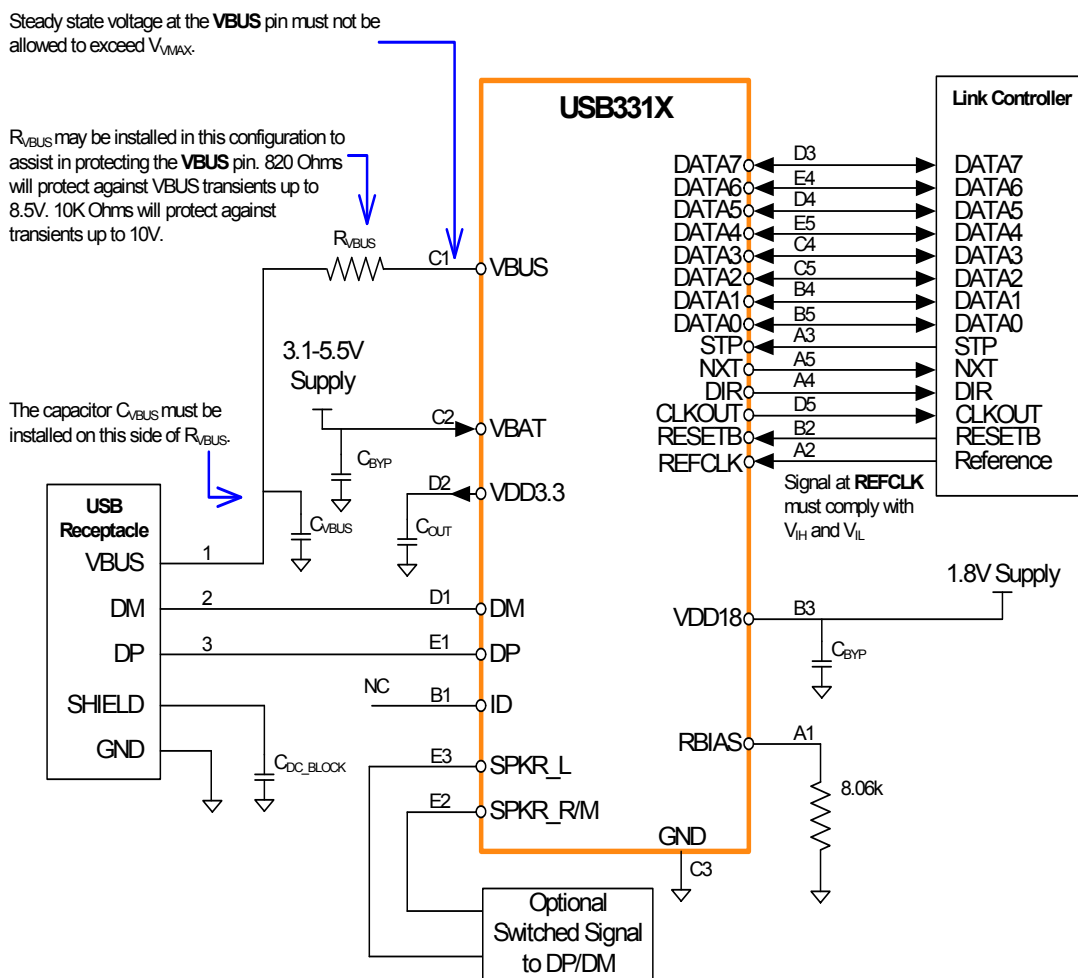 Steady state voltage at the VBUS pin must not be
allowed to exceed VVMAX.
RVBUS may be installed in this configuration to
assist in protecting the VBUS pin. 820 Ohms
will protect against VBUS transients up to
8.5V. 10K Ohms will protect against
transients up to 10V.
RVBUS
C1
VBUS
3.1-5.5V
Supply
The capacitor CVBUS must be
installed on this side of RVBUS.
C2
VBAT
CBYP
D2
VDD3.3
COUT
CVBUS
USB
Receptacle
VBUS
1
DM
2
D1
DM
DP
3
E1
DP
SHIELD
NC
B1
ID
GND
CDC_BLOCK
E3
SPKR_L
E2
SPKR_R/M
USB331X
Link Controller
DATA7
D3
DATA7
DATA6
E4
DATA6
DATA5
D4
DATA5
DATA4
E5
DATA4
DATA3
C4
DATA3
DATA2
C5
DATA2
DATA1
B4
DATA1
DATA0
B5
DATA0
STP
A3
STP
NXT
A5
NXT
DIR
A4
DIR
CLKOUT
D5
CLKOUT
RESETB
B2
RESETB
REFCLK
A2
Reference
Signal at REFCLK
must comply with
VIH and VIL
1.8V Supply
VDD18
B3
CBYP
RBIAS
A1
8.06k
GND
C3
Optional
Switched Signal
to DP/DM